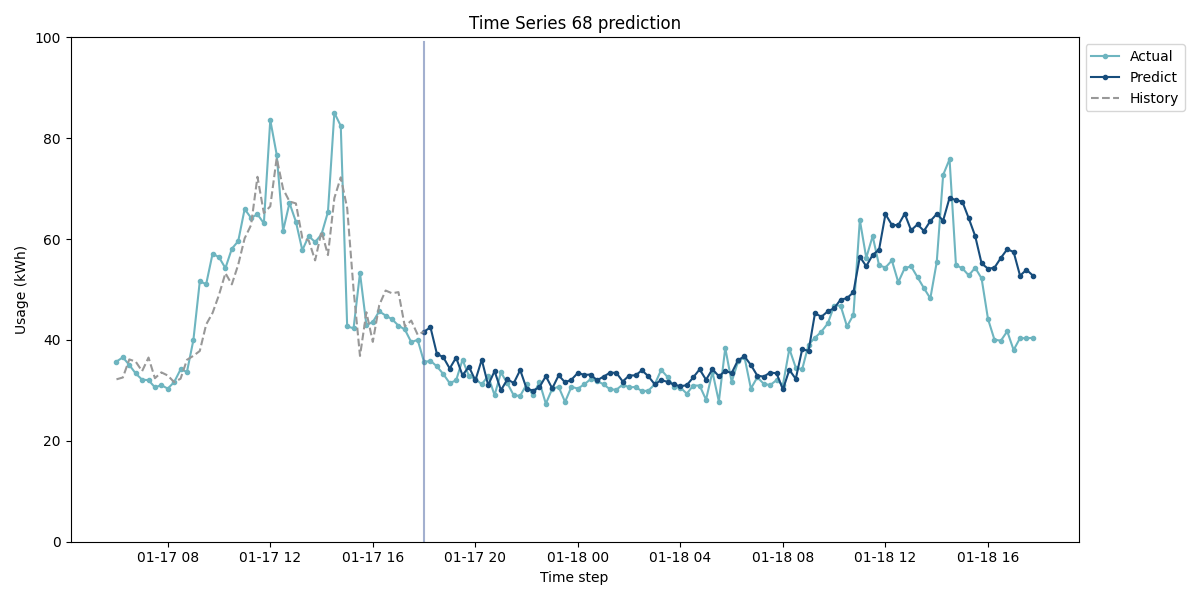 Time Series 68 prediction
Usage (kWh)
100
80
60
40
20
0
01-17 08
01-17 12
01-17 16
01-17 20
01-18 00
01-18 04
01-18 08
01-18 12
01-18 16
Time step
Actual
Predict
History